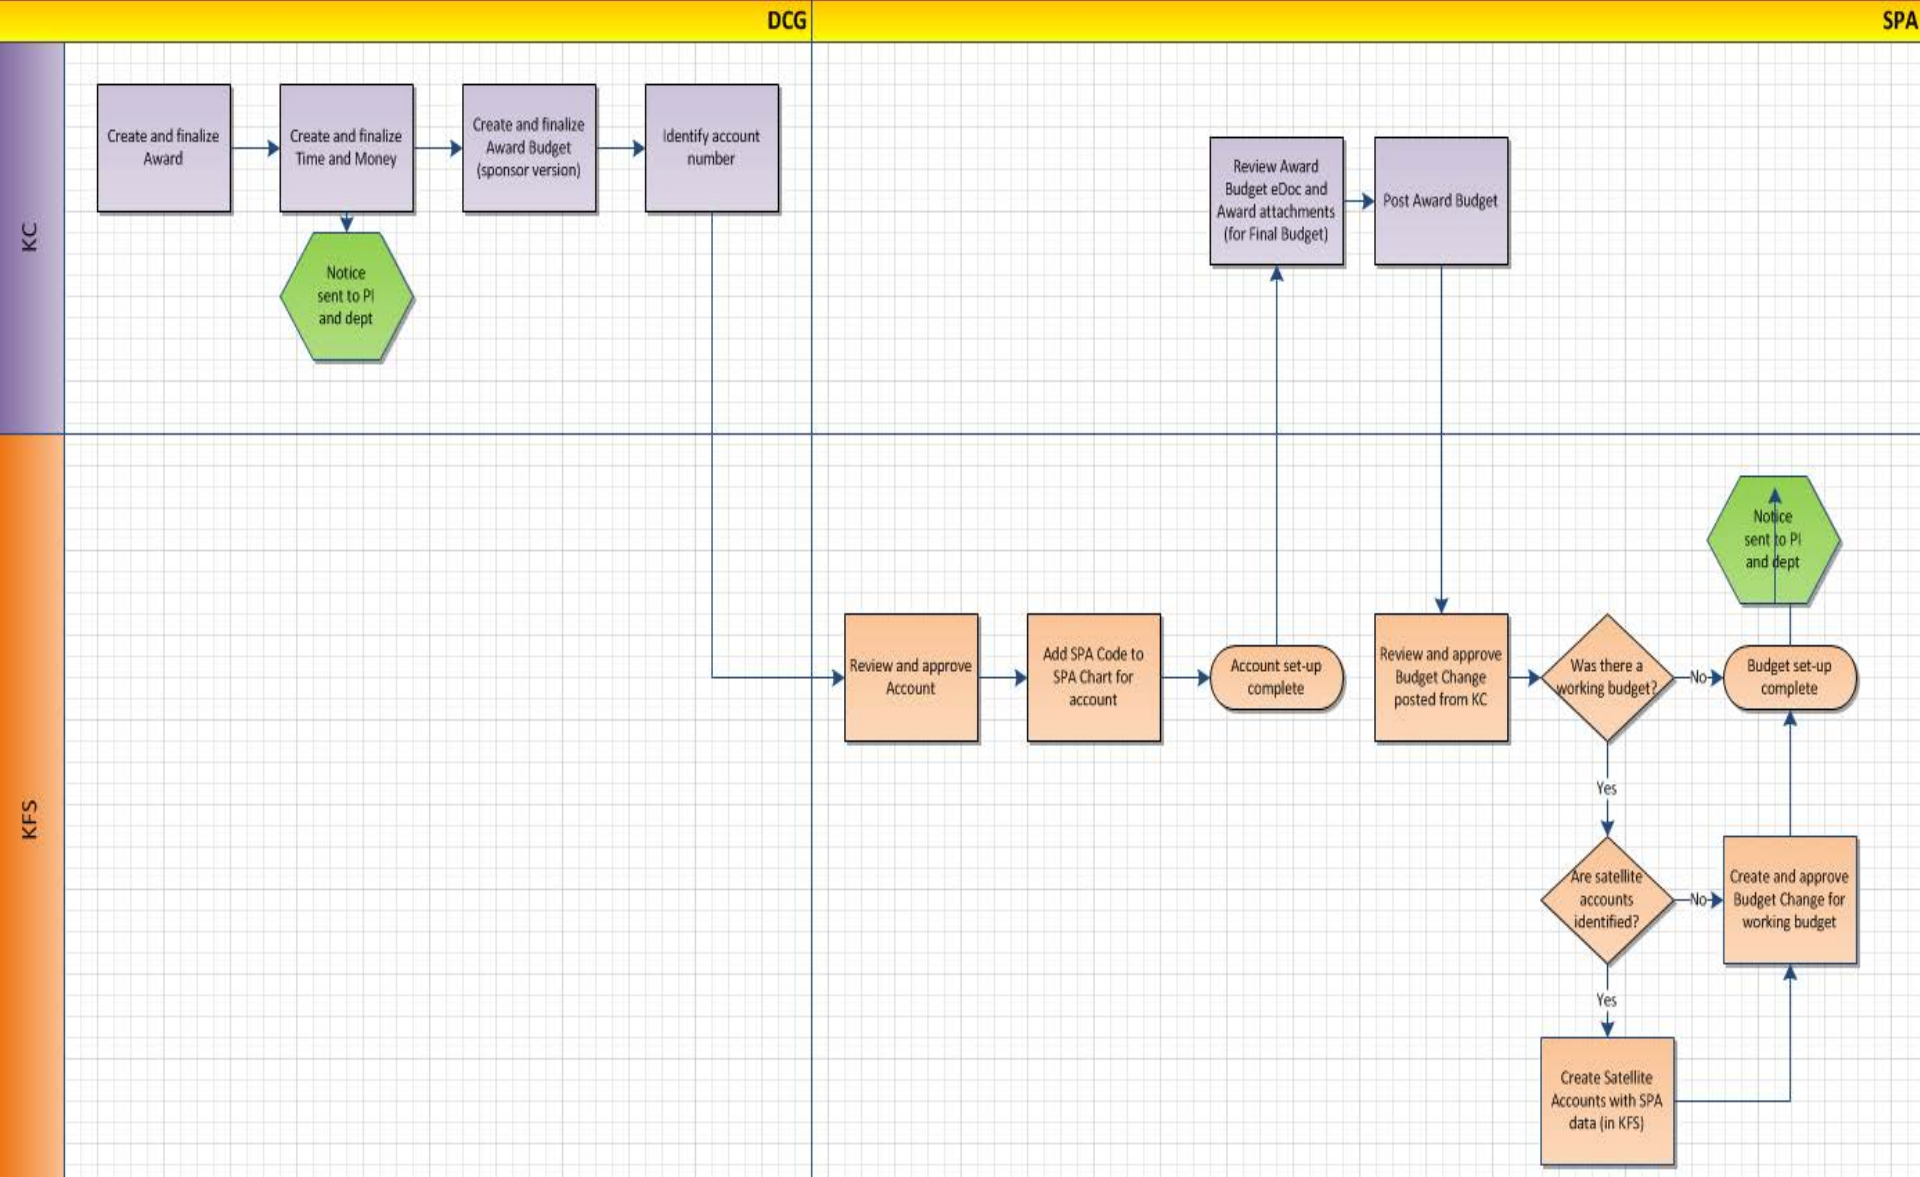 DCG
SPA
KC
Create and finalize
Award
Create and finalize
Time and Money
Create and finalize
Award Budget
(sponsor version)
Identify account
number
Notice
sent to PI
and dept
Review Award
Budget eDoc and
Award attachments
(for Final Budget)
Post Award Budget
KFS
Review and approve
Account
Add SPA Code to
SPA Chart for
account
Account set-up
complete
Review and approve
Budget Change
posted from KC
Was there a
working budget?
No
Budget set-up
complete
Notice
sent to PI
and dept
Yes
Are satellite
accounts
identified?
No
Create and approve
Budget Change for
working budget
Yes
Create Satellite
Accounts with SPA
data (in KFS)